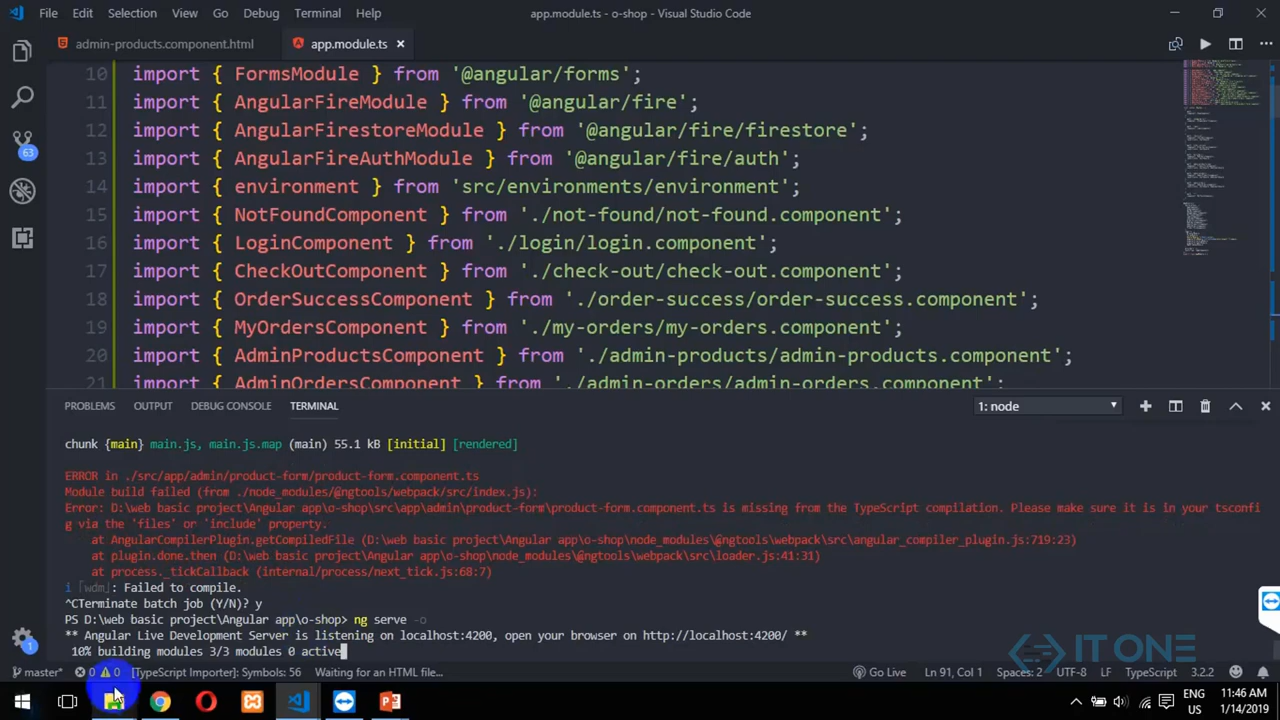 File Edit Selection View Go Debug Terminal Help app.module.ts - o-shop - Visual Studio Code
admin-products.component.html app.module.ts
10 import { FormsModule } from '@angular/forms';
11 import { AngularFireModule } from '@angular/fire';
12 import { AngularFirestoreModule } from '@angular/fire/firestore';
13 import { AngularFireAuthModule } from '@angular/fire/auth';
14 import { environment } from 'src/environments/environment';
15 import { NotFoundComponent } from './not-found/not-found.component';
16 import { LoginComponent } from './login/login.component';
17 import { CheckOutComponent } from './check-out/check-out.component';
18 import { OrderSuccessComponent } from './order-success/order-success.component';
19 import { MyOrdersComponent } from './my-orders/my-orders.component';
20 import { AdminProductsComponent } from './admin-products/admin-products.component';
21 import { AdminOrdersComponent } from './admin-orders/admin-orders.component';
63
PROBLEMS OUTPUT DEBUG CONSOLE TERMINAL 1: node
chunk {main} main.js, main.js.map (main) 55.1 kB [initial] [rendered]
ERROR in ./src/app/admin/product-form/product-form.component.ts
Module build failed (from ./node_modules/@ngtools/webpack/src/index.js):
Error: D:\web basic project\Angular app\o-shop\src\app\admin\product-form\product-form.component.ts is missing from the TypeScript compilation. Please make sure it is in your tsconfi
g via the 'files' or 'include' property.
at AngularCompilerPlugin.getCompiledFile (D:\web basic project\Angular app\o-shop\node_modules\@ngtools\webpack\src\angular_compiler_plugin.js:719:23)
at plugin.done.then (D:\web basic project\Angular app\o-shop\node_modules\@ngtools\webpack\src\loader.js:41:31)
at process._tickCallback (internal/process/next_tick.js:68:7)
i ｢wdm｣: Failed to compile.
^CTerminate batch job (Y/N)? y
PS D:\web basic project\Angular app\o-shop> ng serve -o
** Angular Live Development Server is listening on localhost:4200, open your browser on http://localhost:4200/ **
10% building modules 3/3 modules 0 active
IT ONE
1
master* 0 0 [TypeScript Importer]: Symbols: 56 Waiting for an HTML file... Go Live Ln 91, Col 1 Spaces: 2 UTF-8 LF TypeScript 3.2.2 1
ENG 11:46 AM
US 1/14/2019